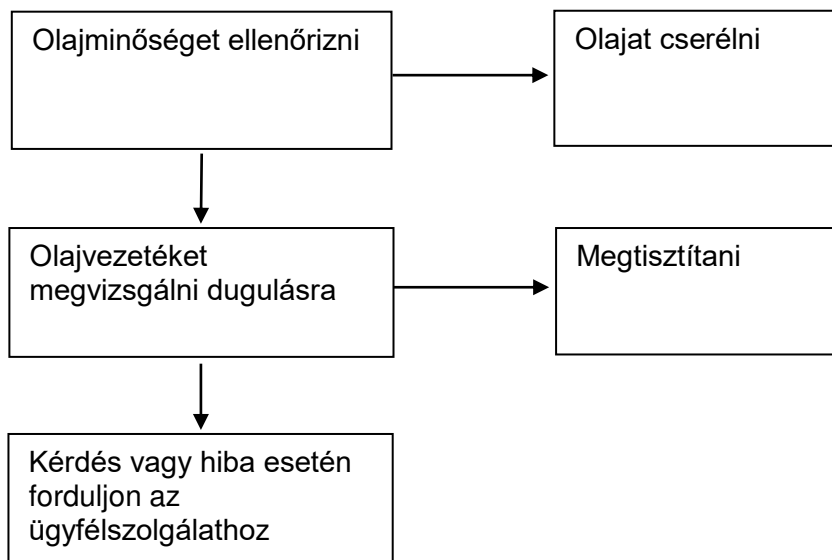 Olajminőséget ellenőrizni
Olajat cserélni
Olajvezetéket
megvizsgálni dugulásra
Megtisztítani
Kérdés vagy hiba esetén
forduljon az
ügyfélszolgálathoz